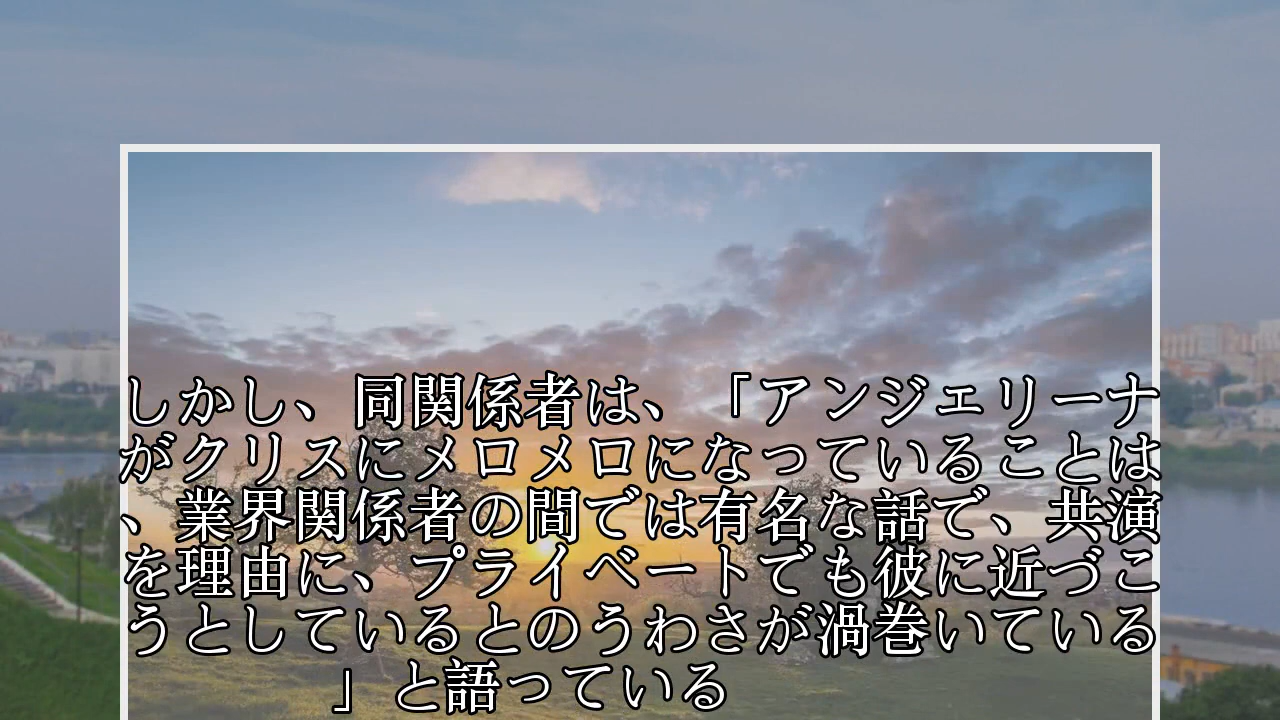 しかし、同関係者は、「アンジェリーナ
がクリスにメロメロになっていることは
、業界関係者の間では有名な話で、共演
を理由に、プライベートでも彼に近づこ
うとしているとのうわさが渦巻いている
」と語っている